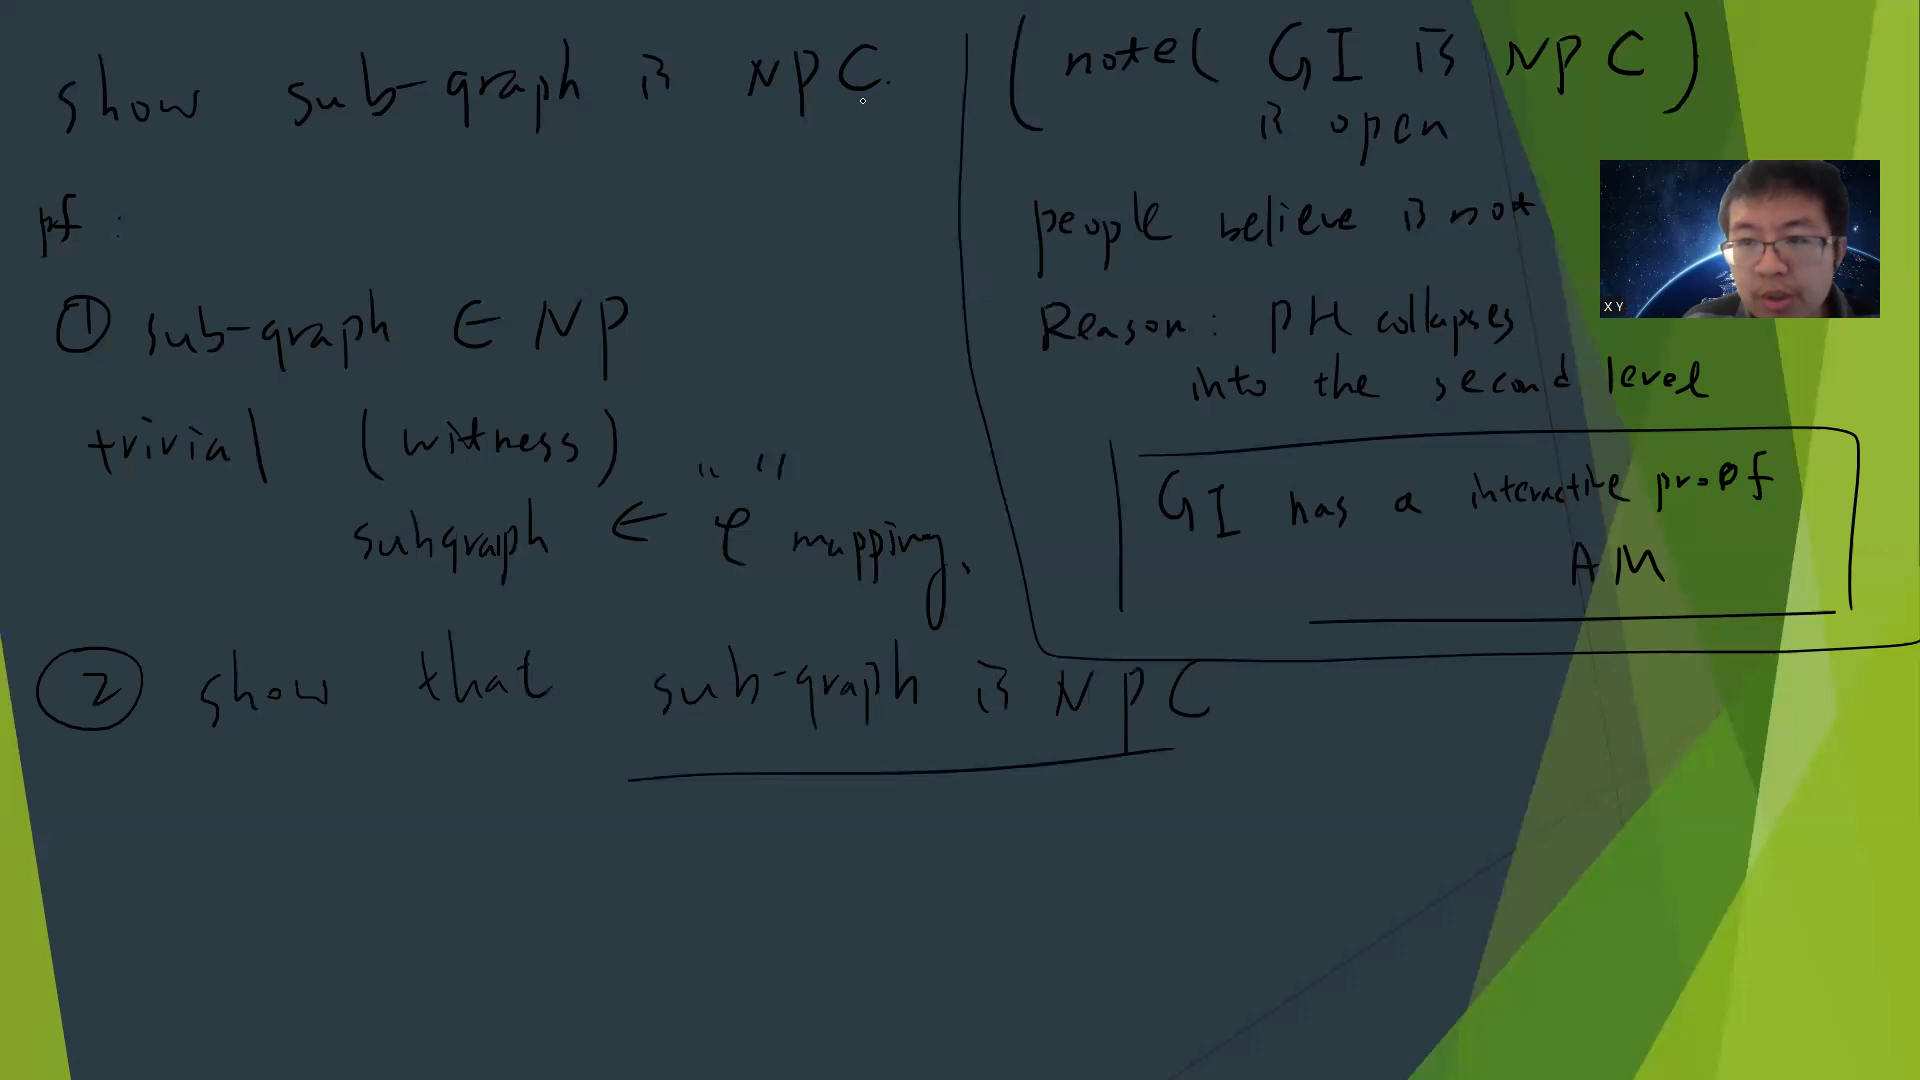 show sub-graph is NPC.
pf :
① sub-graph ∈ NP
trivial (witness)
" "
subgraph ← φ mapping.
② show that sub-graph is NPC
(note( GI is NPC)
is open
people believe is not
Reason : PH collapses
into the second level
GI has a interactive proof
AM
X Y